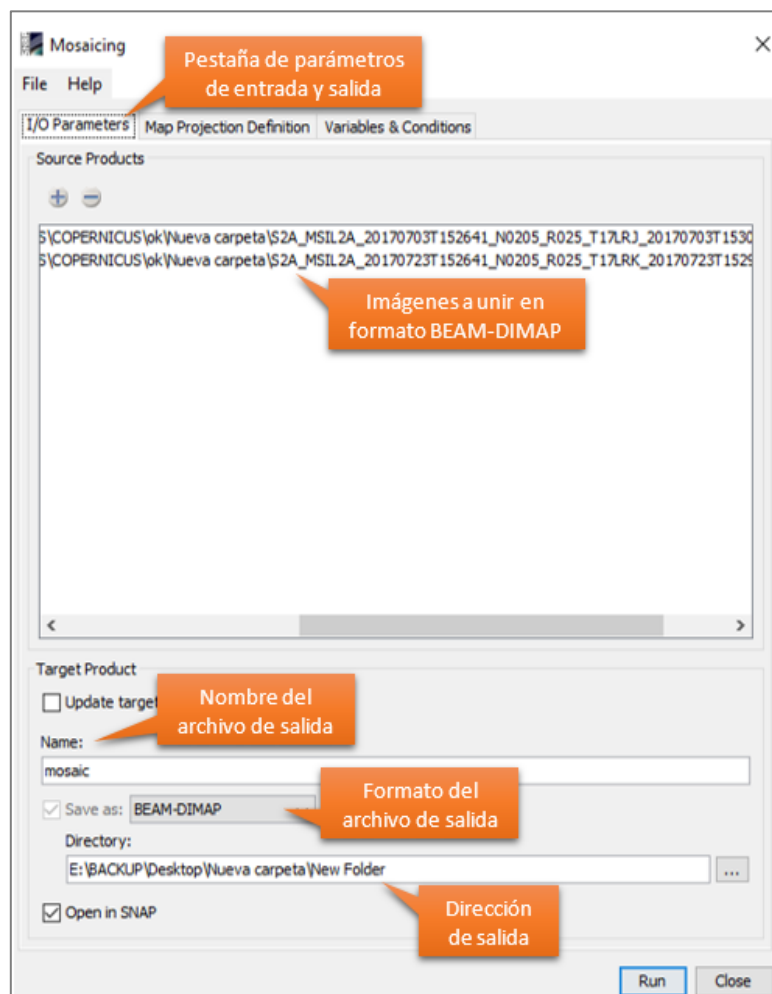 Mosaicing
Pestaña de parámetros
de entrada y salida
File Help
I/O Parameters Map Projection Definition Variables & Conditions
Source Products
S\COPERNICUS\ok\Nueva carpeta\S2A_MSIL2A_20170703T152641_N0205_R025_T17LRJ_20170703T1530
S\COPERNICUS\ok\Nueva carpeta\S2A_MSIL2A_20170723T152641_N0205_R025_T17LRK_20170723T1529
Imágenes a unir en
formato BEAM-DIMAP
Target Product
Update target
Nombre del
archivo de salida
Name:
mosaic
Formato del
archivo de salida
Save as: BEAM-DIMAP
Directory:
E:\BACKUP\Desktop\Nueva carpeta\New Folder
...
Open in SNAP
Dirección
de salida
Run Close